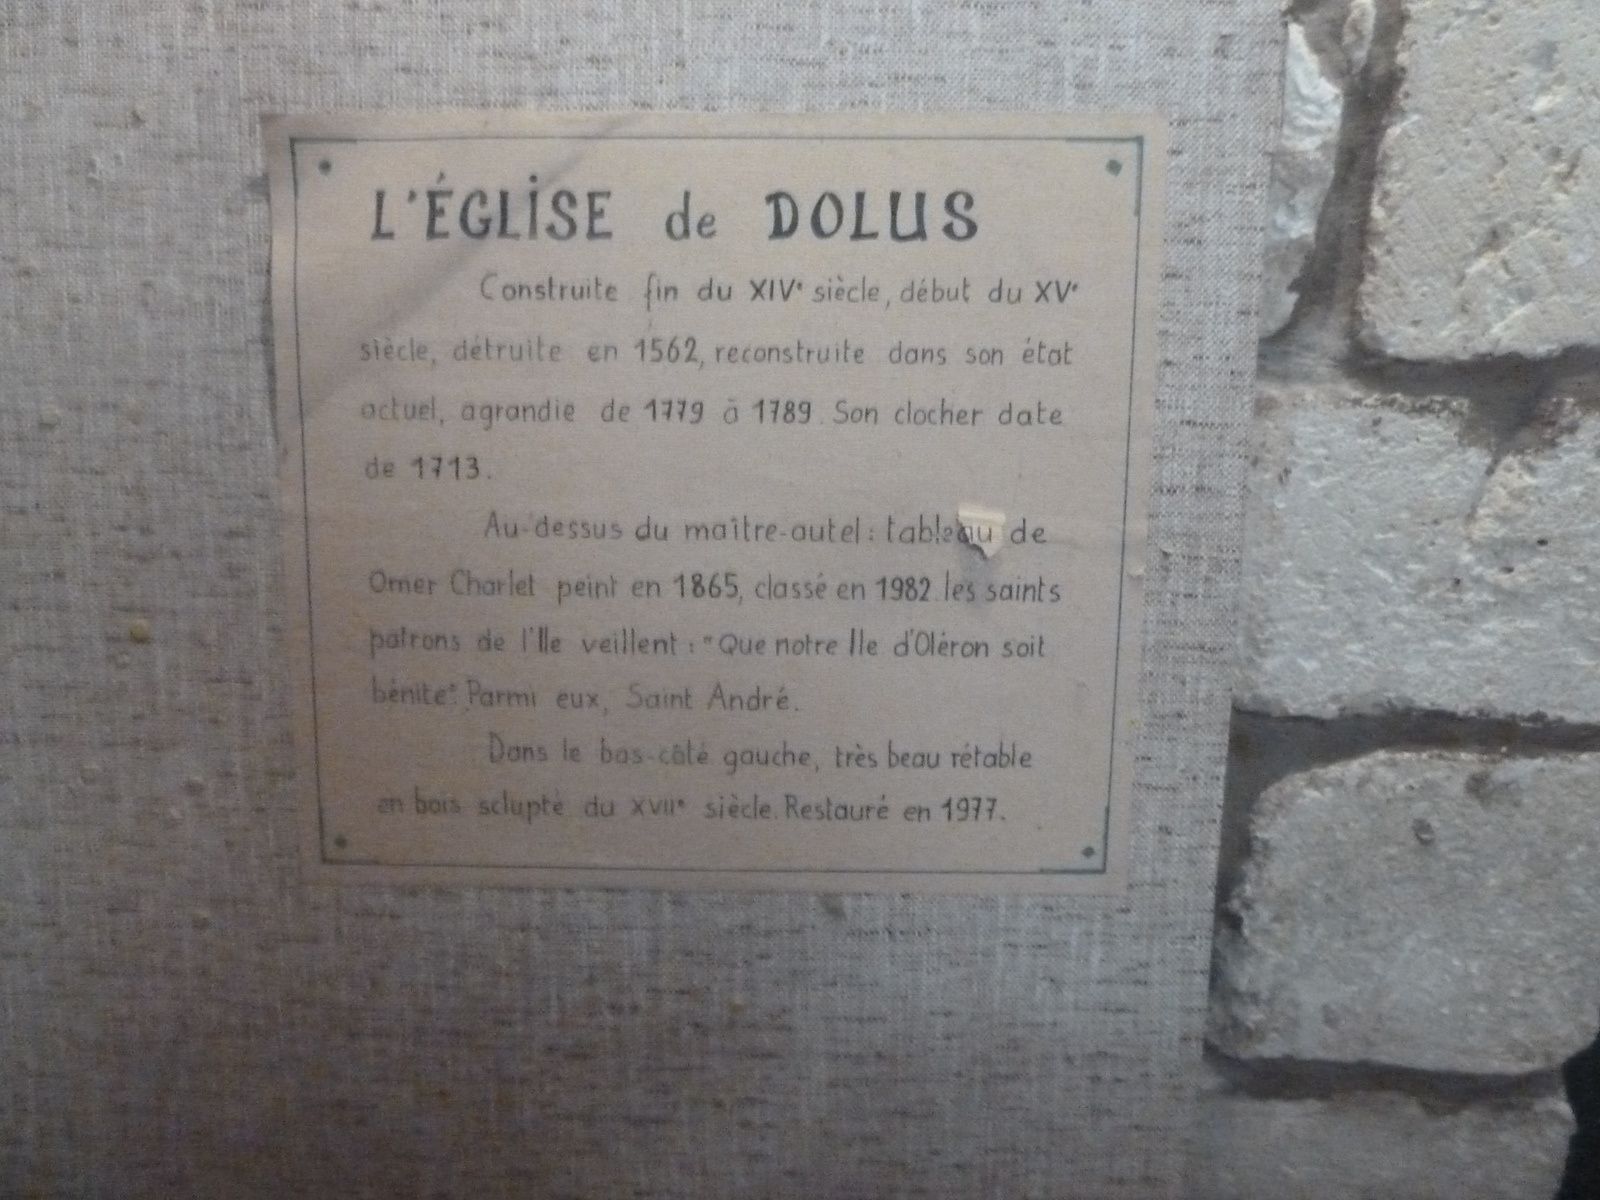 L'ÉGLISE de DOLUS
Construite fin du XIVe siècle, début du XVe
siècle, détruite en 1562, reconstruite dans son état
actuel, agrandie de 1779 à 1789. Son clocher date
de 1713.
Au-dessus du maître-autel : tableau de
Omer Charlet peint en 1865, classé en 1982. les saints
patrons de l'Ile veillent : "Que notre Ile d'Oléron soit
bénite". Parmi eux, Saint André.
Dans le bas-côté gauche, très beau rétable
en bois sclupté du XVIIe siècle. Restauré en 1977.